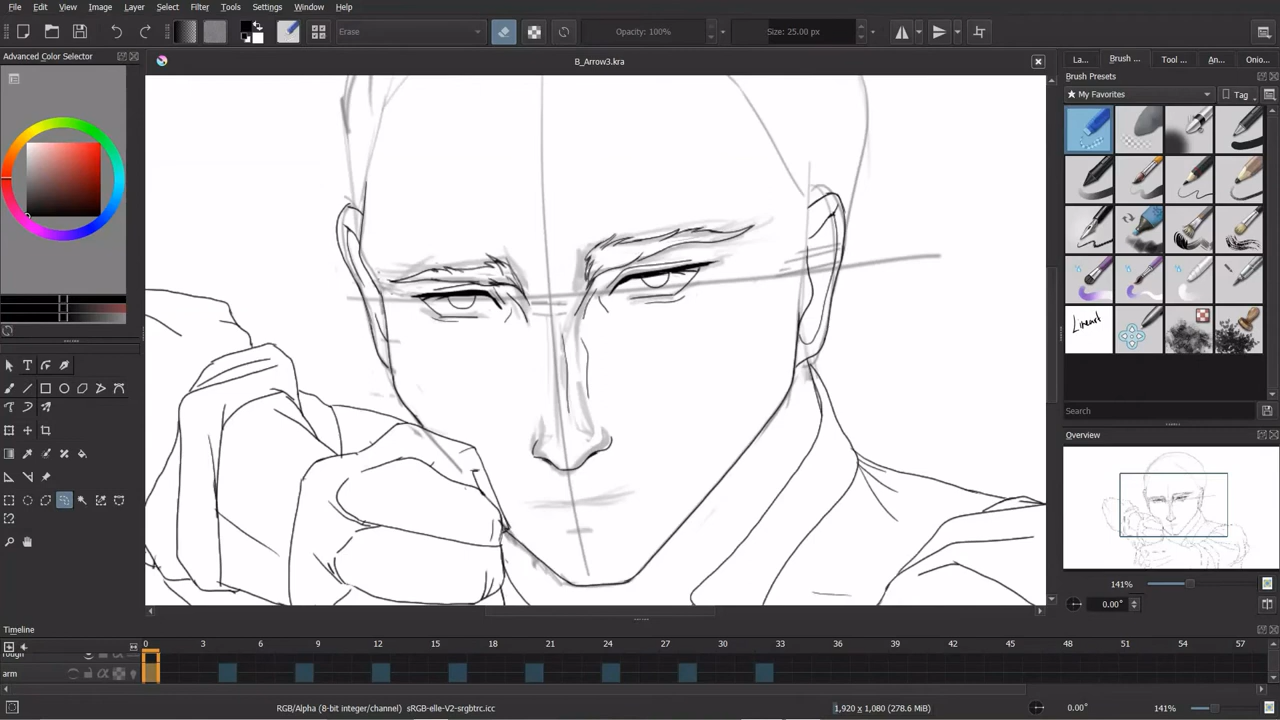 File Edit View Image Layer Select Filter Tools Settings Window Help
Erase Opacity: 100% Size: 25.00 px
Advanced Color Selector
B_Arrow3.kra
La... Brush ... Tool ... An... Onio...
Brush Presets
My Favorites Tag
Lineart
Search
Overview
141%
0.00°
Timeline
0 3 6 9 12 15 18 21 24 27 30 33 36 39 42 45 48 51 54 57
rough
arm
RGB/Alpha (8-bit integer/channel) sRGB-elle-V2-srgbtrc.icc 1,920 x 1,080 (278.6 MiB) 0.00° 141%